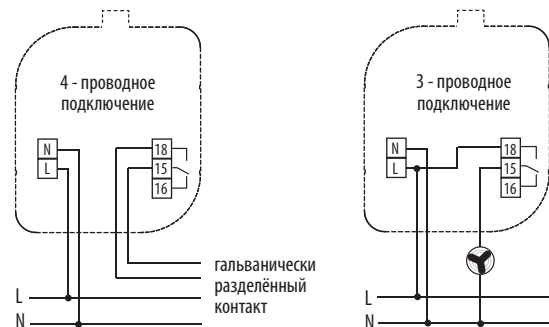 4 - проводное
подключение
N
L
18
15
16
гальванически
разделённый
контакт
L
N
3 - проводное
подключение
N
L
18
15
16
L
N